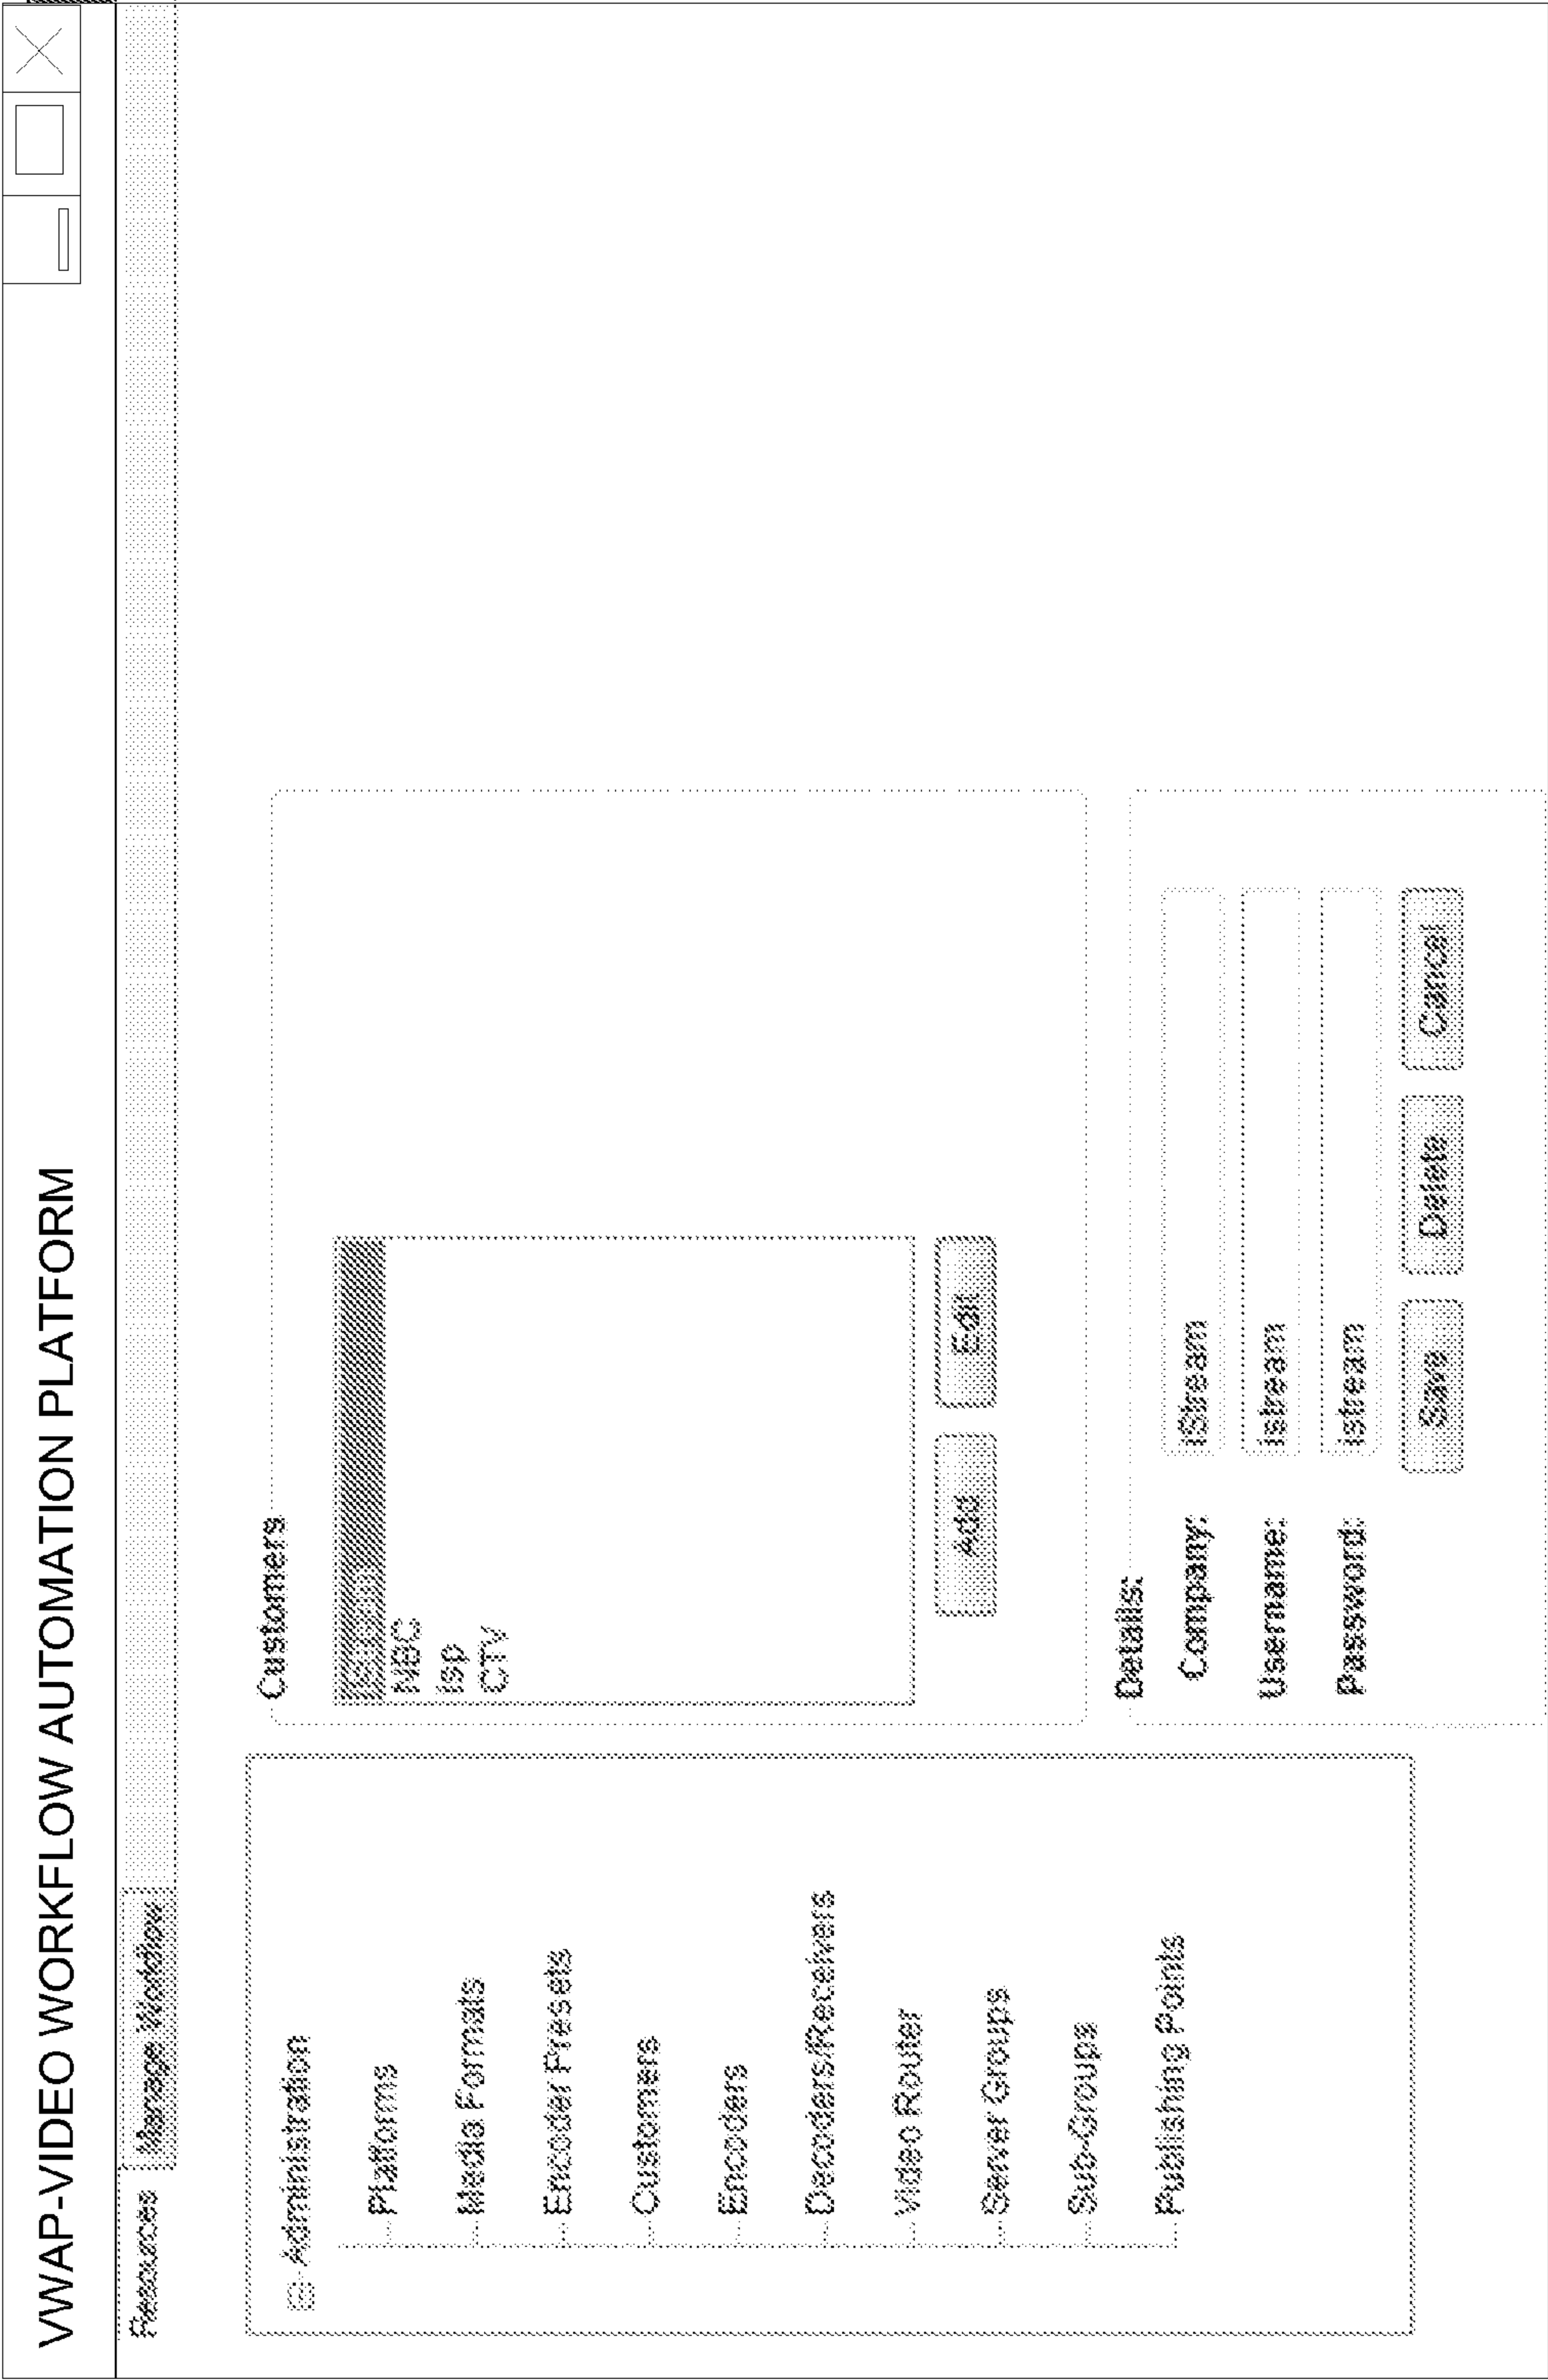 VWAP-VIDEO WORKFLOW AUTOMATION PLATFORM
Resources Manage Workflow
Administration
Platforms
Media Formats
Encoder Presets
Customers
Encoders
Decoders/Receivers
Video Router
Server Groups
Sub-Groups
Publishing Points
Customers
NBC
isp
CTV
Add Edit
Details:
Company: iStream
Username: istream
Password: istream
Save Delete Cancel